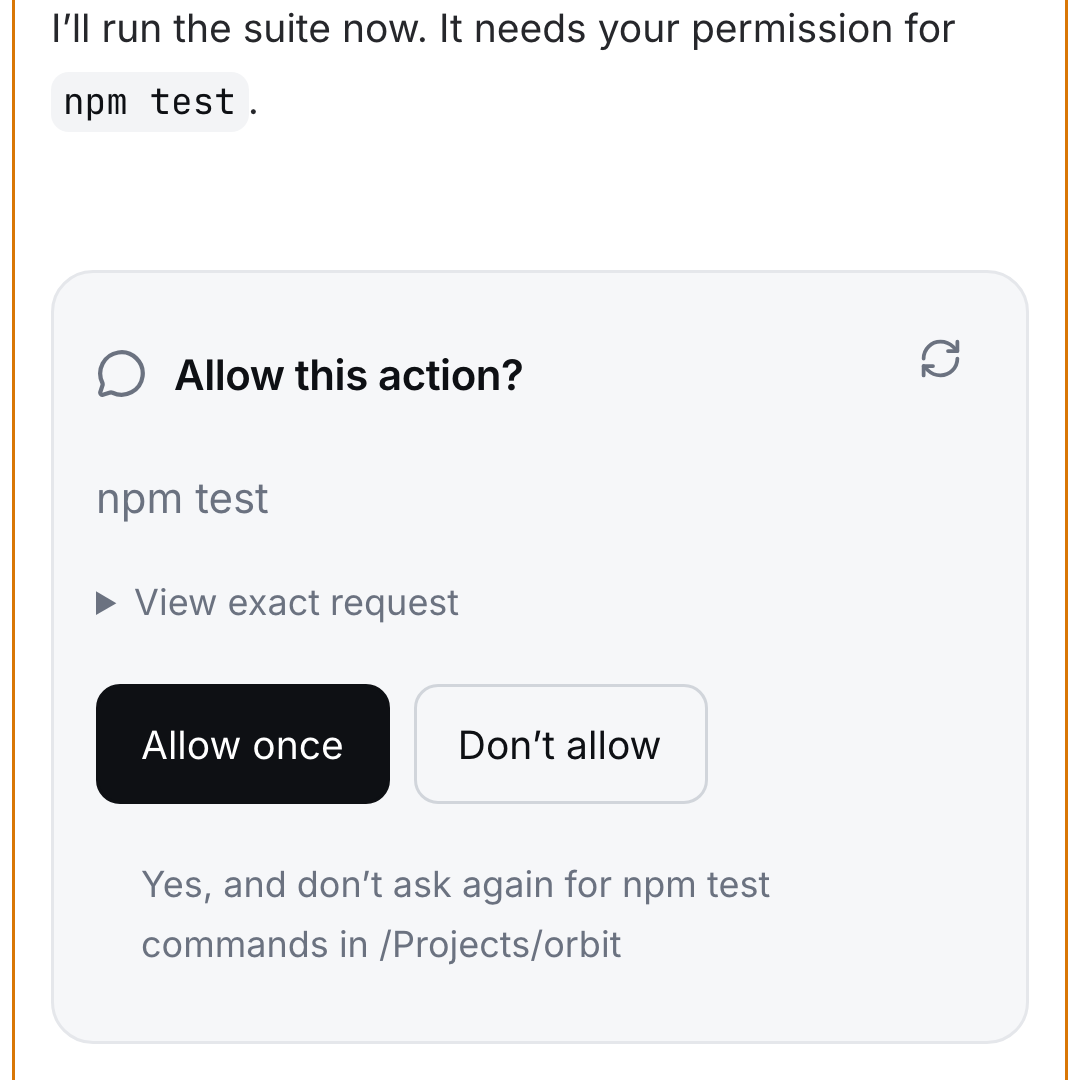 I’ll run the suite now. It needs your permission for
npm test.
Allow this action?
npm test
View exact request
Allow once
Don’t allow
Yes, and don’t ask again for npm test
commands in /Projects/orbit